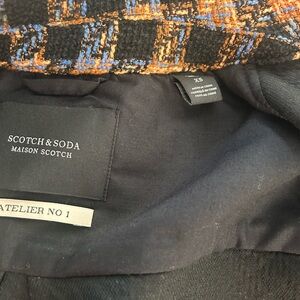 SCOTCH & SODA
MAISON SCOTCH
ATELIER NO 1
XS